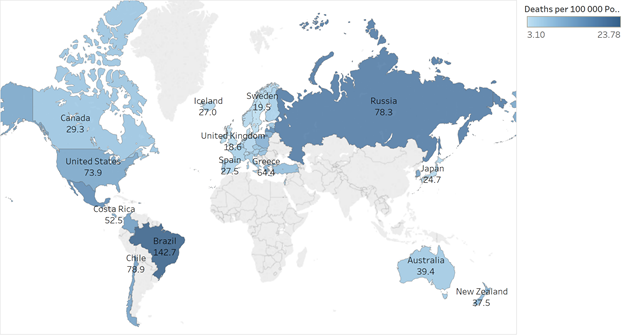 Deaths per 100 000 Po..
3.10 23.78
Iceland
27.0
Sweden
19.5
Russia
78.3
Canada
29.3
United Kingdom
18.6
United States
73.9
Spain
27.5
Greece
64.4
Japan
24.7
Costa Rica
52.5
Brazil
142.7
Chile
78.9
Australia
39.4
New Zealand
37.5